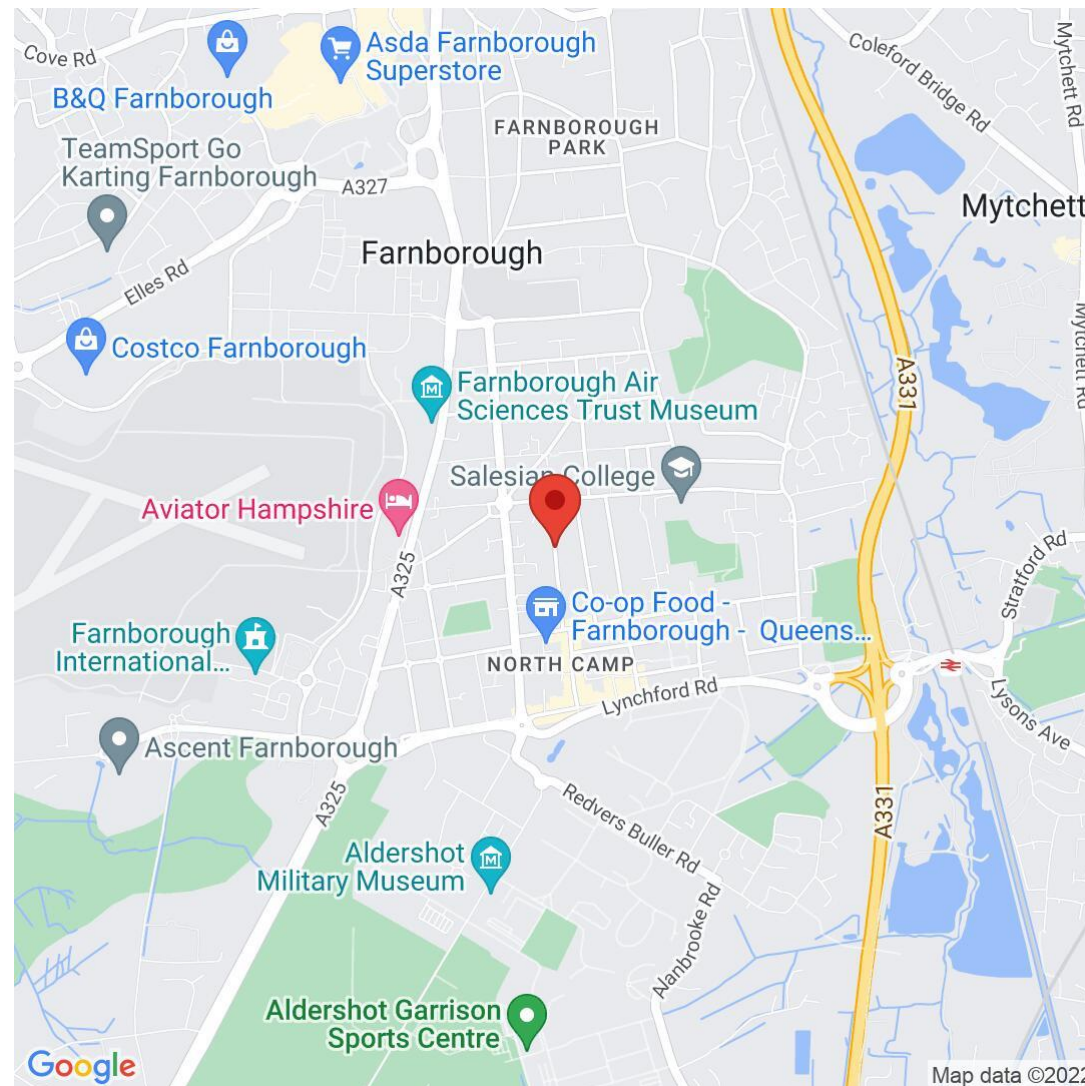 Cove Rd
Asda Farnborough
Superstore
Coleford Bridge Rd
Mytchett Rd
B&Q Farnborough
FARNBOROUGH
PARK
TeamSport Go
Karting Farnborough
A327
Mytchett
Farnborough
Elles Rd
Mytchett Rd
Costco Farnborough
A331
Farnborough Air
Sciences Trust Museum
Salesian College
Aviator Hampshire
A325
Stratford Rd
Co-op Food -
Farnborough - Queens...
Farnborough
International...
NORTH CAMP
Lynchford Rd
Lysons Ave
Ascent Farnborough
A325
Redvers Buller Rd
A331
Aldershot
Military Museum
Alanbrooke Rd
Aldershot Garrison
Sports Centre
Google
Map data ©2022